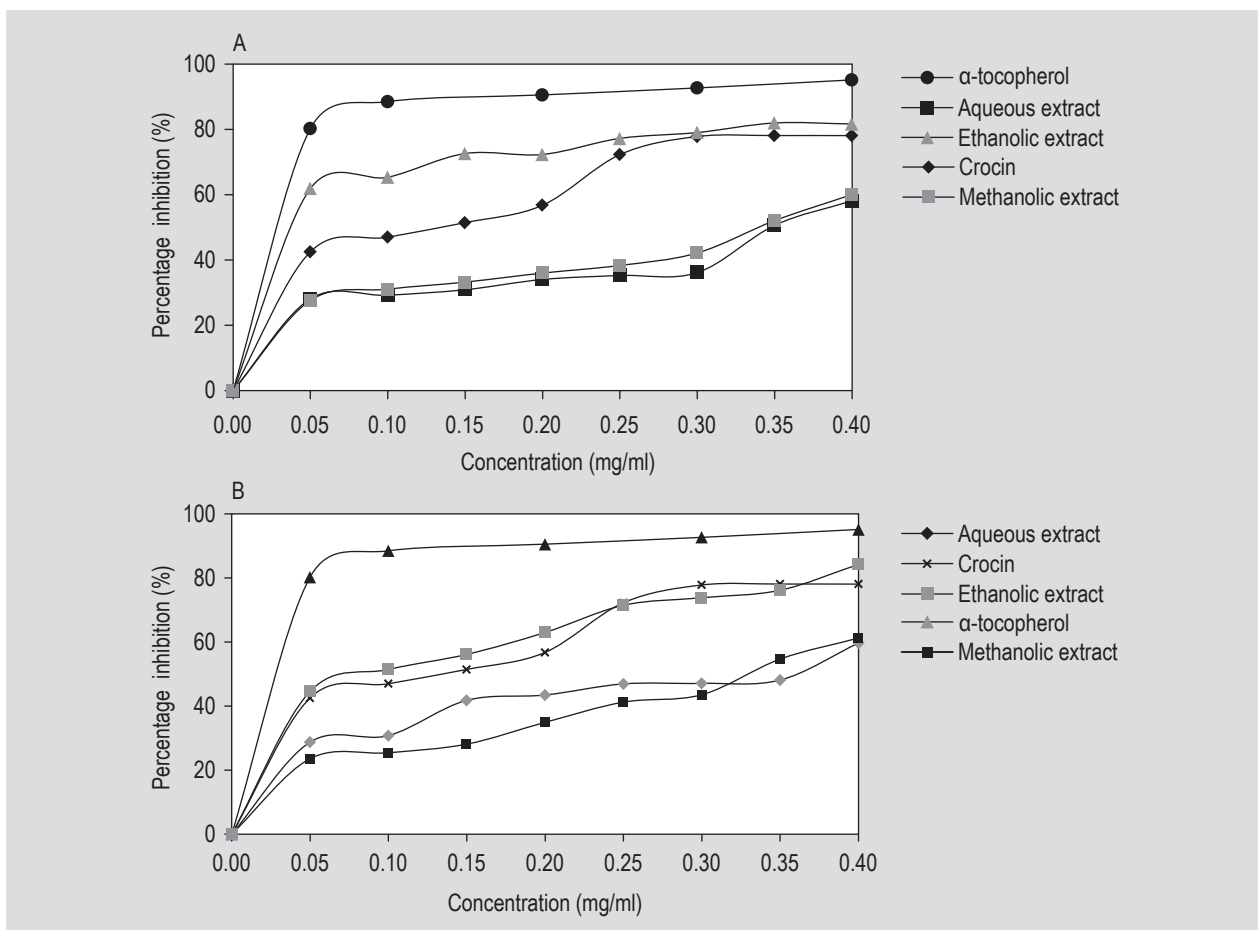 A
100
80
60
40
20
0
Percentage inhibition (%)
0.00 0.05 0.10 0.15 0.20 0.25 0.30 0.35 0.40
Concentration (mg/ml)
α-tocopherol
Aqueous extract
Ethanolic extract
Crocin
Methanolic extract
B
100
80
60
40
20
0
Percentage inhibition (%)
0.00 0.05 0.10 0.15 0.20 0.25 0.30 0.35 0.40
Concentration (mg/ml)
Aqueous extract
Crocin
Ethanolic extract
α-tocopherol
Methanolic extract